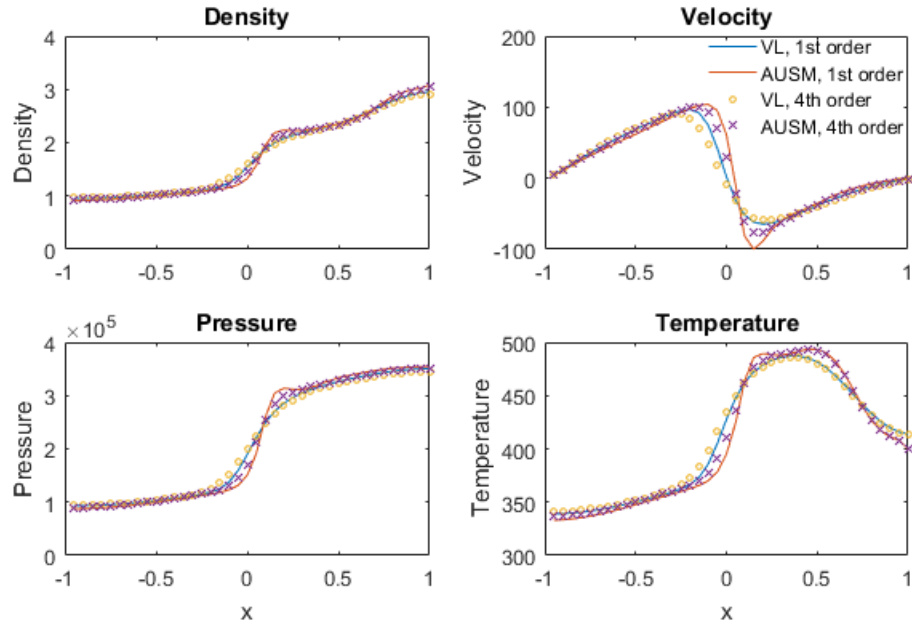 Density
4
3
2
1
0
Density
-1
-0.5
0
0.5
1
x
Velocity
200
100
0
-100
Velocity
VL, 1st order
AUSM, 1st order
VL, 4th order
AUSM, 4th order
-1
-0.5
0
0.5
1
x
×10⁵
Pressure
4
3
2
1
0
Pressure
-1
-0.5
0
0.5
1
x
Temperature
500
450
400
350
300
Temperature
-1
-0.5
0
0.5
1
x